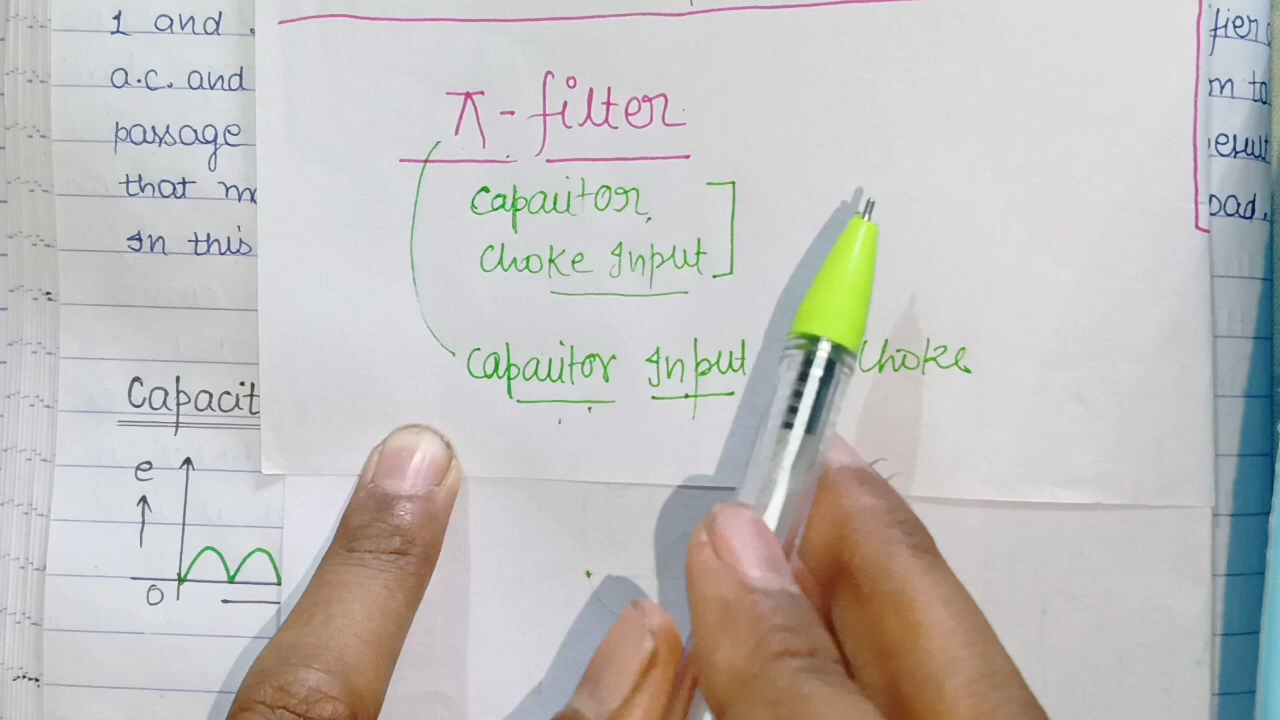 1 and
a.c. and
passage
that m
In this
Capacit
e
0
π-filter
Capacitor,
Choke Input
Capacitor Input Choke
fier
m to
esult
oad.